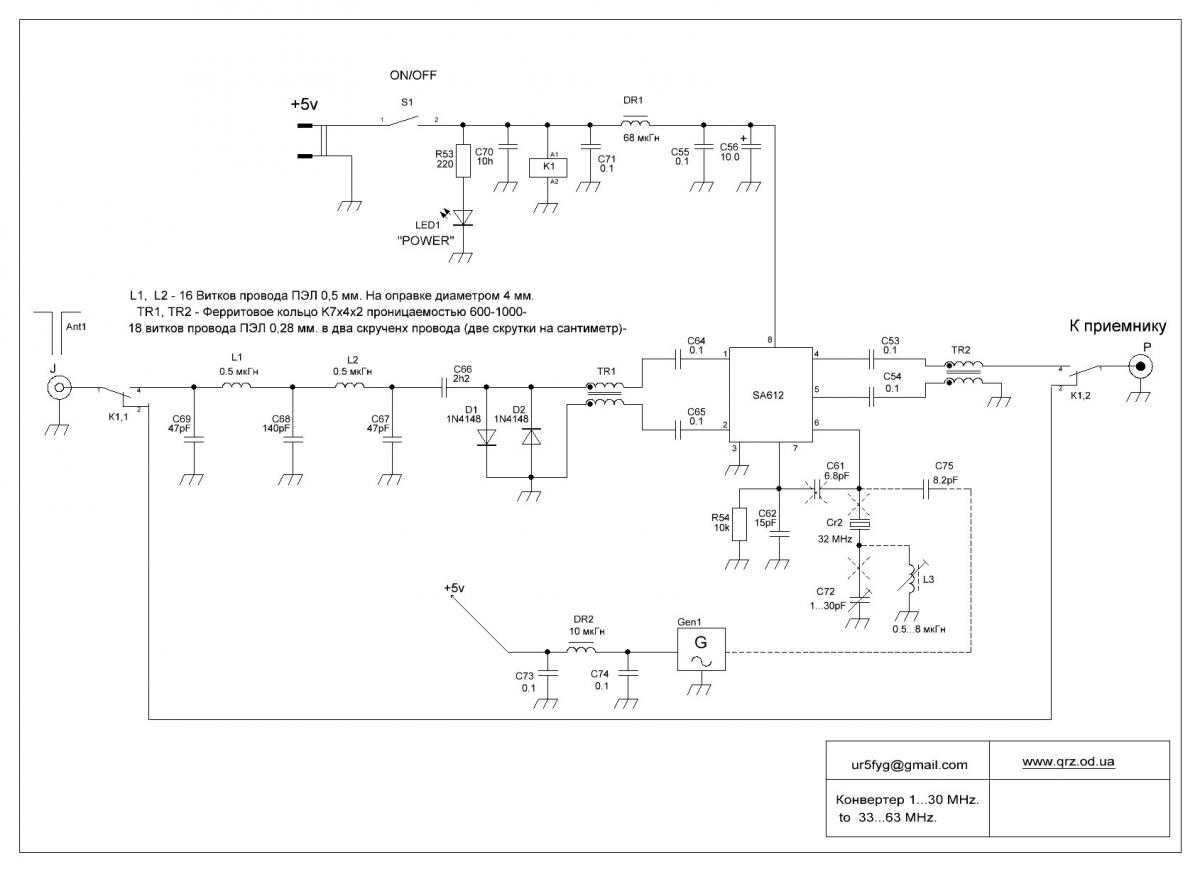 ON/OFF
+5v
S1
1
2
DR1
68 мкГн
R53
220
C70
10h
A1
K1
A2
C71
0.1
C55
0.1
+
C56
10.0
LED1
"POWER"
L1, L2 - 16 Витков провода ПЭЛ 0,5 мм. На оправке диаметром 4 мм.
TR1, TR2 - Ферритовое кольцо К7х4х2 проницаемостью 600-1000-
18 витков провода ПЭЛ 0,28 мм. в два скрученх провода (две скрутки на сантиметр)-
Ant1
J
1
4
2
K1,1
L1
0.5 мкГн
L2
0.5 мкГн
C69
47pF
C68
140pF
C67
47pF
C66
2h2
D1
1N4148
D2
1N4148
TR1
C64
0.1
C65
0.1
1
2
3
4
5
6
7
8
SA612
C53
0.1
C54
0.1
TR2
К приемнику
P
4
1
2
K1,2
R54
10k
C62
15pF
C61
6.8pF
C75
8.2pF
Cr2
32 MHz
C72
1...30pF
L3
0.5...8 мкГн
+5v
DR2
10 мкГн
C73
0.1
C74
0.1
Gen1
G
ur5fyg@gmail.com
www.qrz.od.ua
Конвертер 1...30 MHz.
to 33...63 MHz.